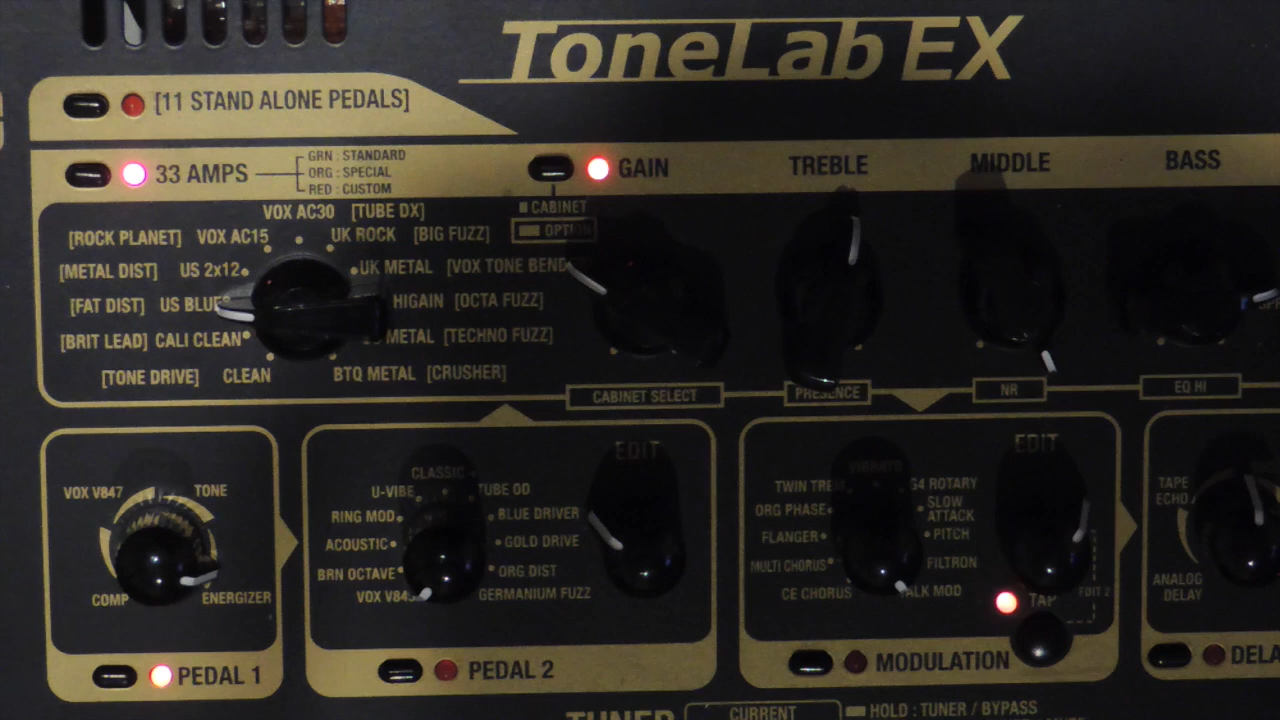 ToneLab EX
[11 STAND ALONE PEDALS]
33 AMPS
GRN : STANDARD
ORG : SPECIAL
RED : CUSTOM
GAIN
TREBLE
MIDDLE
BASS
CABINET
VOX AC30 [TUBE DX]
[ROCK PLANET] VOX AC15
UK ROCK [BIG FUZZ]
[METAL DIST] US 2x12
UK METAL [VOX TONE BEND
[FAT DIST] US BLUES
HIGAIN [OCTA FUZZ]
[BRIT LEAD] CALI CLEAN
METAL [TECHNO FUZZ]
[TONE DRIVE] CLEAN
BTQ METAL [CRUSHER]
CABINET SELECT
PRESENCE
NR
EQ HI
VOX V847
TONE
COMP
ENERGIZER
PEDAL 1
CLASSIC
EDIT
U-VIBE
TUBE OD
RING MOD
BLUE DRIVER
ACOUSTIC
GOLD DRIVE
BRN OCTAVE
ORG DIST
VOX V84
GERMANIUM FUZZ
PEDAL 2
VIBRATO
EDIT
TWIN TREM
G4 ROTARY
ORG PHASE
SLOW
ATTACK
FLANGER
PITCH
MULTI CHORUS
FILTRON
CE CHORUS
TALK MOD
TAP
EDIT 2
MODULATION
TAPE
ECHO
ANALOG
DELAY
DELA
TUNER
CURRENT
HOLD : TUNER / BYPASS